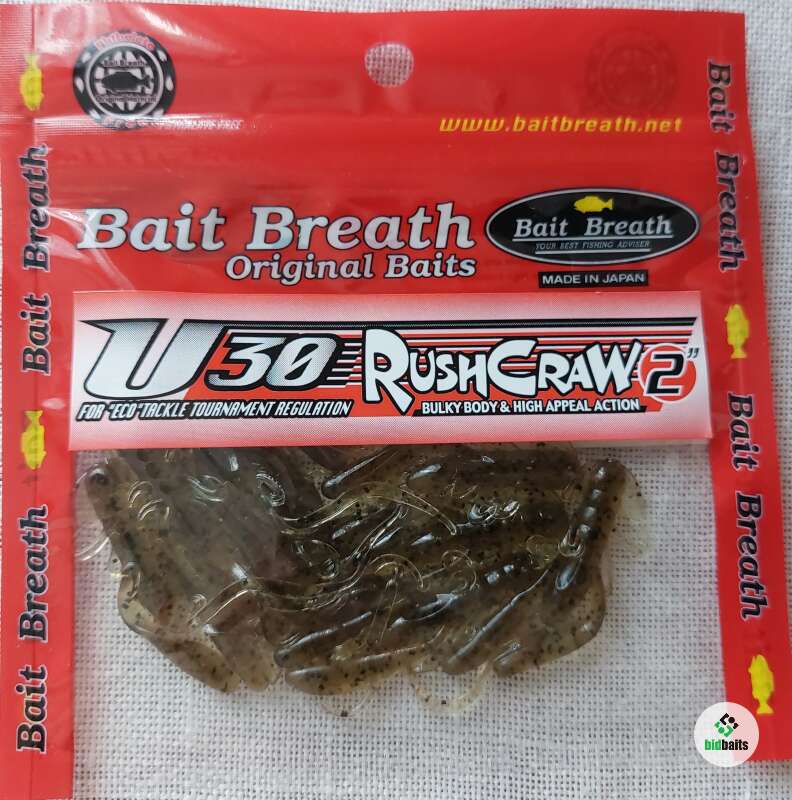 Bait Breath
www.baitbreath.net
Bait Breath
Original Baits
Bait Breath
YOUR BEST FISHING ADVISER
MADE IN JAPAN
U30 RUSHCRAW 2"
FOR "ECO" TACKLE TOURNAMENT REGULATION
BULKY BODY & HIGH APPEAL ACTION
Bait Breath
Bait Breath
Bait Breath
Bait Breath
Bait Breath
bidbaits